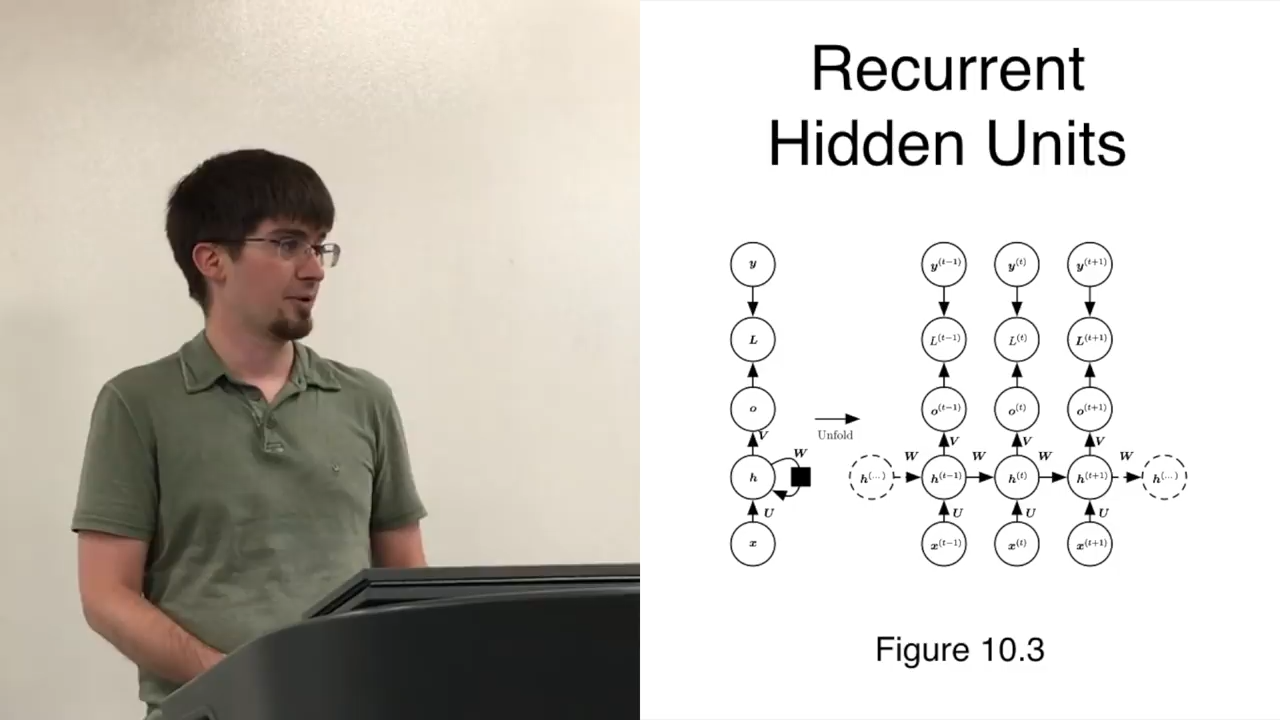 Recurrent
Hidden Units
y y(t−1) y(t) y(t+1)
L L(t−1) L(t) L(t+1)
o o(t−1) o(t) o(t+1)
Unfold
V V V V
W W W W W
h h(...) h(t−1) h(t) h(t+1) h(...)
U U U U
x x(t−1) x(t) x(t+1)
Figure 10.3